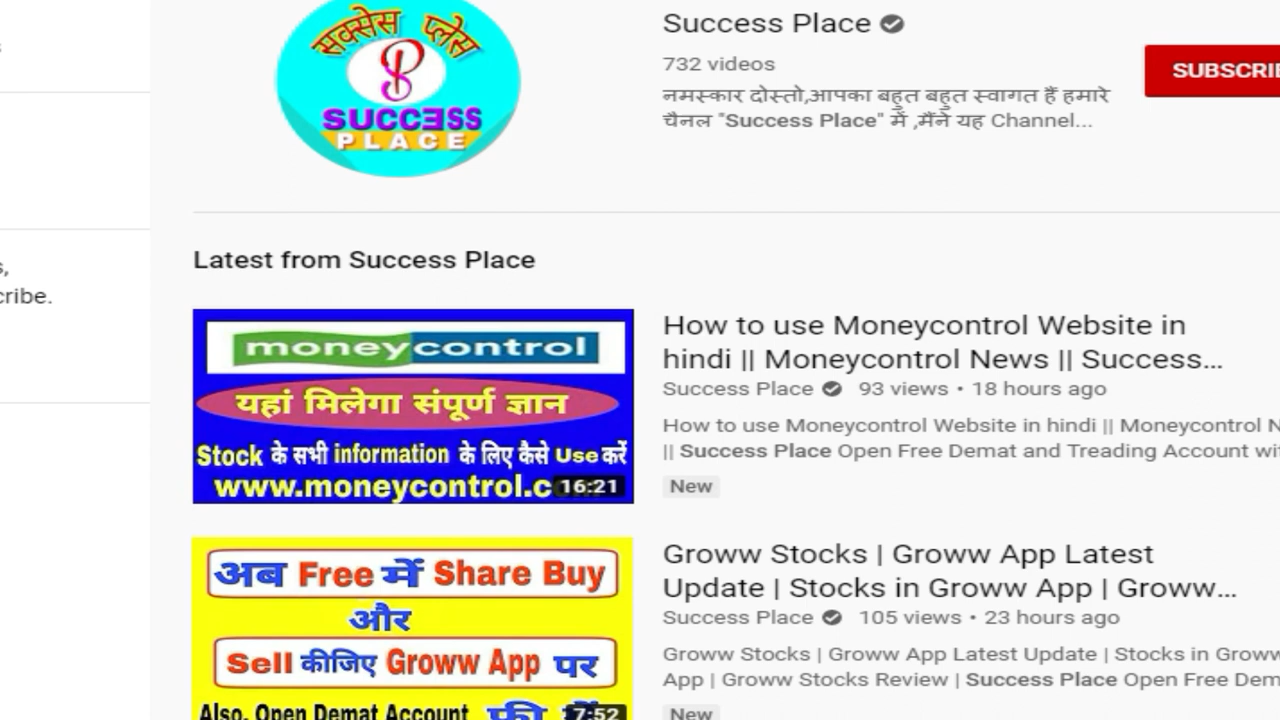 सक्सेस प्लेस
SUCCESS
PLACE
Success Place
732 videos
नमस्कार दोस्तो,आपका बहुत बहुत स्वागत हैं हमारे
चैनल "Success Place" में ,मैंने यह Channel...
SUBSCRIBE
Latest from Success Place
moneycontrol
यहां मिलेगा संपूर्ण ज्ञान
Stock के सभी information के लिए कैसे Use करें
www.moneycontrol.c
16:21
How to use Moneycontrol Website in
hindi || Moneycontrol News || Success...
Success Place 93 views • 18 hours ago
How to use Moneycontrol Website in hindi || Moneycontrol N
|| Success Place Open Free Demat and Treading Account wi
New
अब Free में Share Buy
और
Sell कीजिए Groww App पर
Also, Open Demat Account फ्री में
7:52
Groww Stocks | Groww App Latest
Update | Stocks in Groww App | Groww...
Success Place 105 views • 23 hours ago
Groww Stocks | Groww App Latest Update | Stocks in Groww
App | Groww Stocks Review | Success Place Open Free Dem
New
cribe.